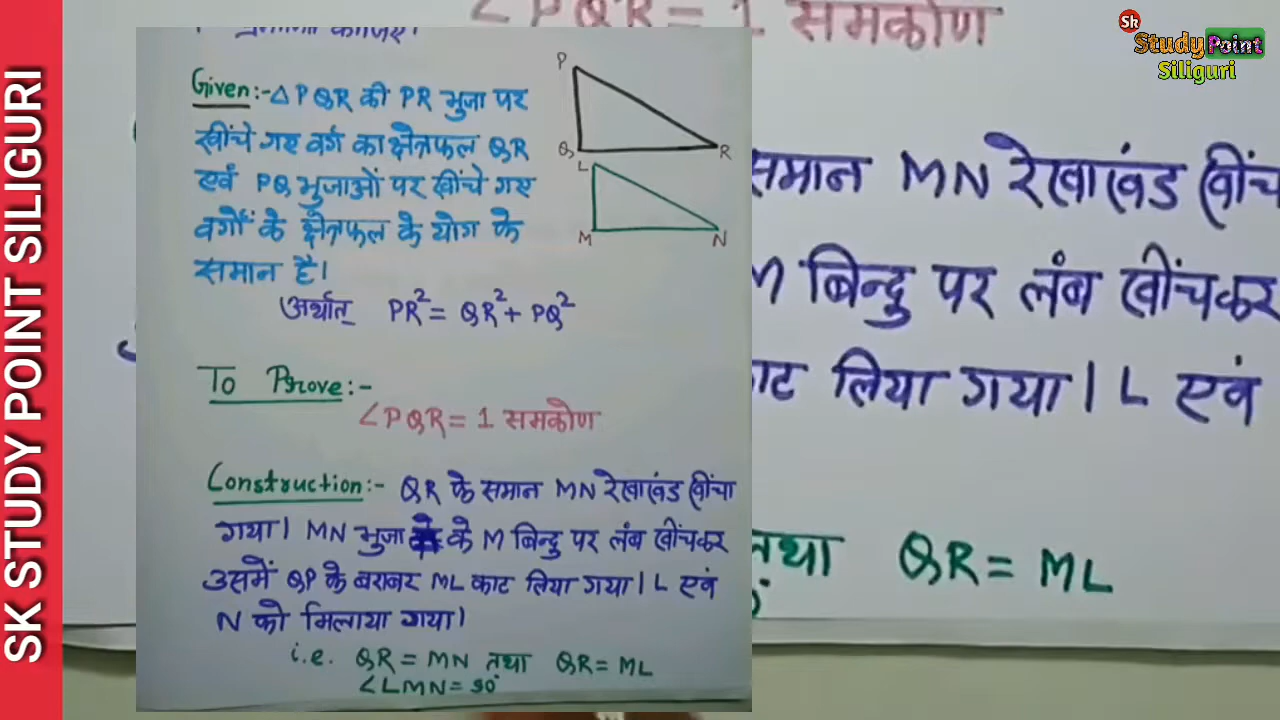 SK STUDY POINT SILIGURI
Sk
Study Point
Siliguri
∠PQR = 1 समकोण
Given:- △PQR की PR भुजा पर
खींचे गए वर्ग का क्षेत्रफल QR
एवं PQ भुजाओं पर खींचे गए
वर्गों के क्षेत्रफल के योग के
समान है।
अर्थात् PR² = QR² + PQ²
P
Q
R
L
M
N
To Prove:-
∠PQR = 1 समकोण
Construction:- QR के समान MN रेखाखंड खींचा
गया। MN भुजा के M बिन्दु पर लंब खींचकर
उसमें QP के बराबर ML काट लिया गया। L एवं
N को मिलाया गया।
i.e. QR = MN तथा QR = ML
∠LMN = 90°
समान MN रेखाखंड खींच
M बिन्दु पर लंब खींचकर
काट लिया गया। L एवं
तथा QR = ML